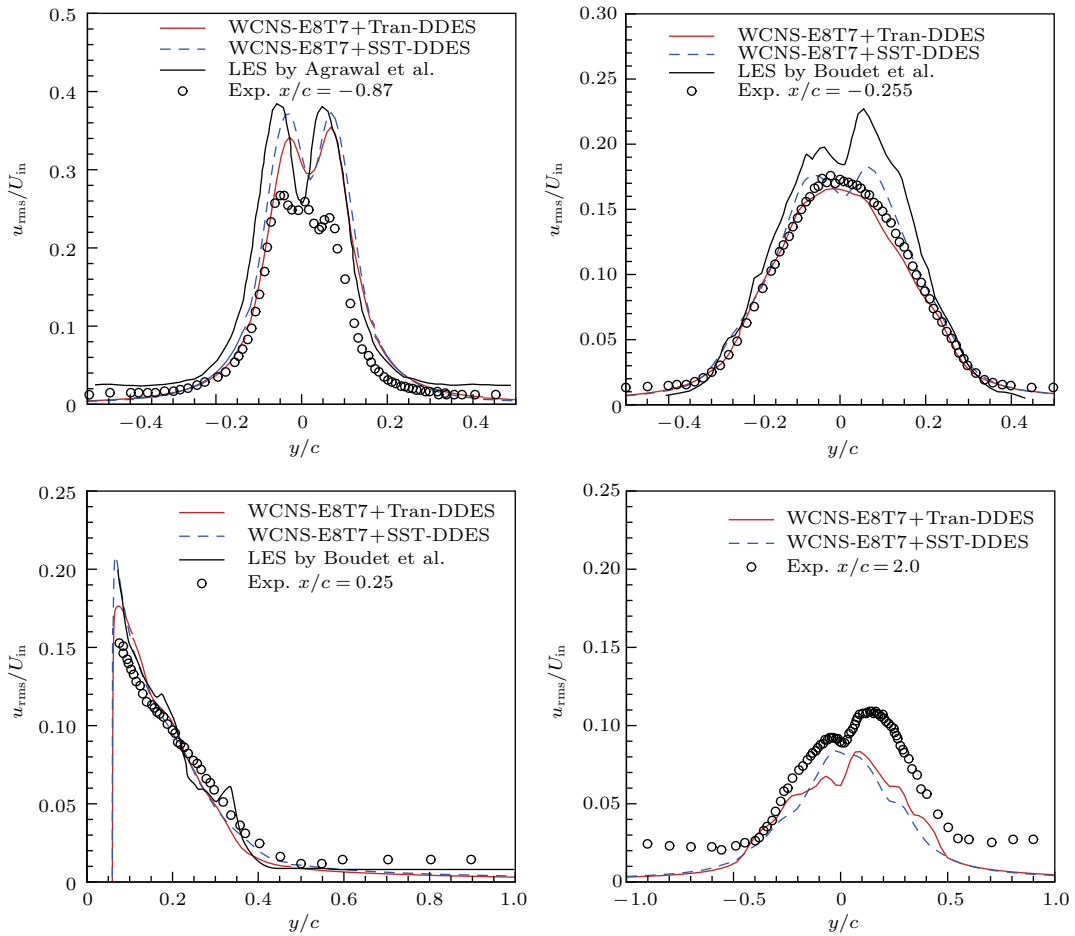 0.5
WCNS-E8T7+Tran-DDES
WCNS-E8T7+SST-DDES
LES by Agrawal et al.
Exp. x/c = −0.87
0.4
0.3
0.2
0.1
0
u_rms/U_in
−0.4 −0.2 0 0.2 0.4
y/c
0.30
WCNS-E8T7+Tran-DDES
WCNS-E8T7+SST-DDES
LES by Boudet et al.
Exp. x/c = −0.255
0.25
0.20
0.15
0.10
0.05
0
u_rms/U_in
−0.4 −0.2 0 0.2 0.4
y/c
0.25
WCNS-E8T7+Tran-DDES
WCNS-E8T7+SST-DDES
LES by Boudet et al.
Exp. x/c = 0.25
0.20
0.15
0.10
0.05
0
u_rms/U_in
0 0.2 0.4 0.6 0.8 1.0
y/c
0.25
WCNS-E8T7+Tran-DDES
WCNS-E8T7+SST-DDES
Exp. x/c = 2.0
0.20
0.15
0.10
0.05
0
u_rms/U_in
−1.0 −0.5 0 0.5 1.0
y/c